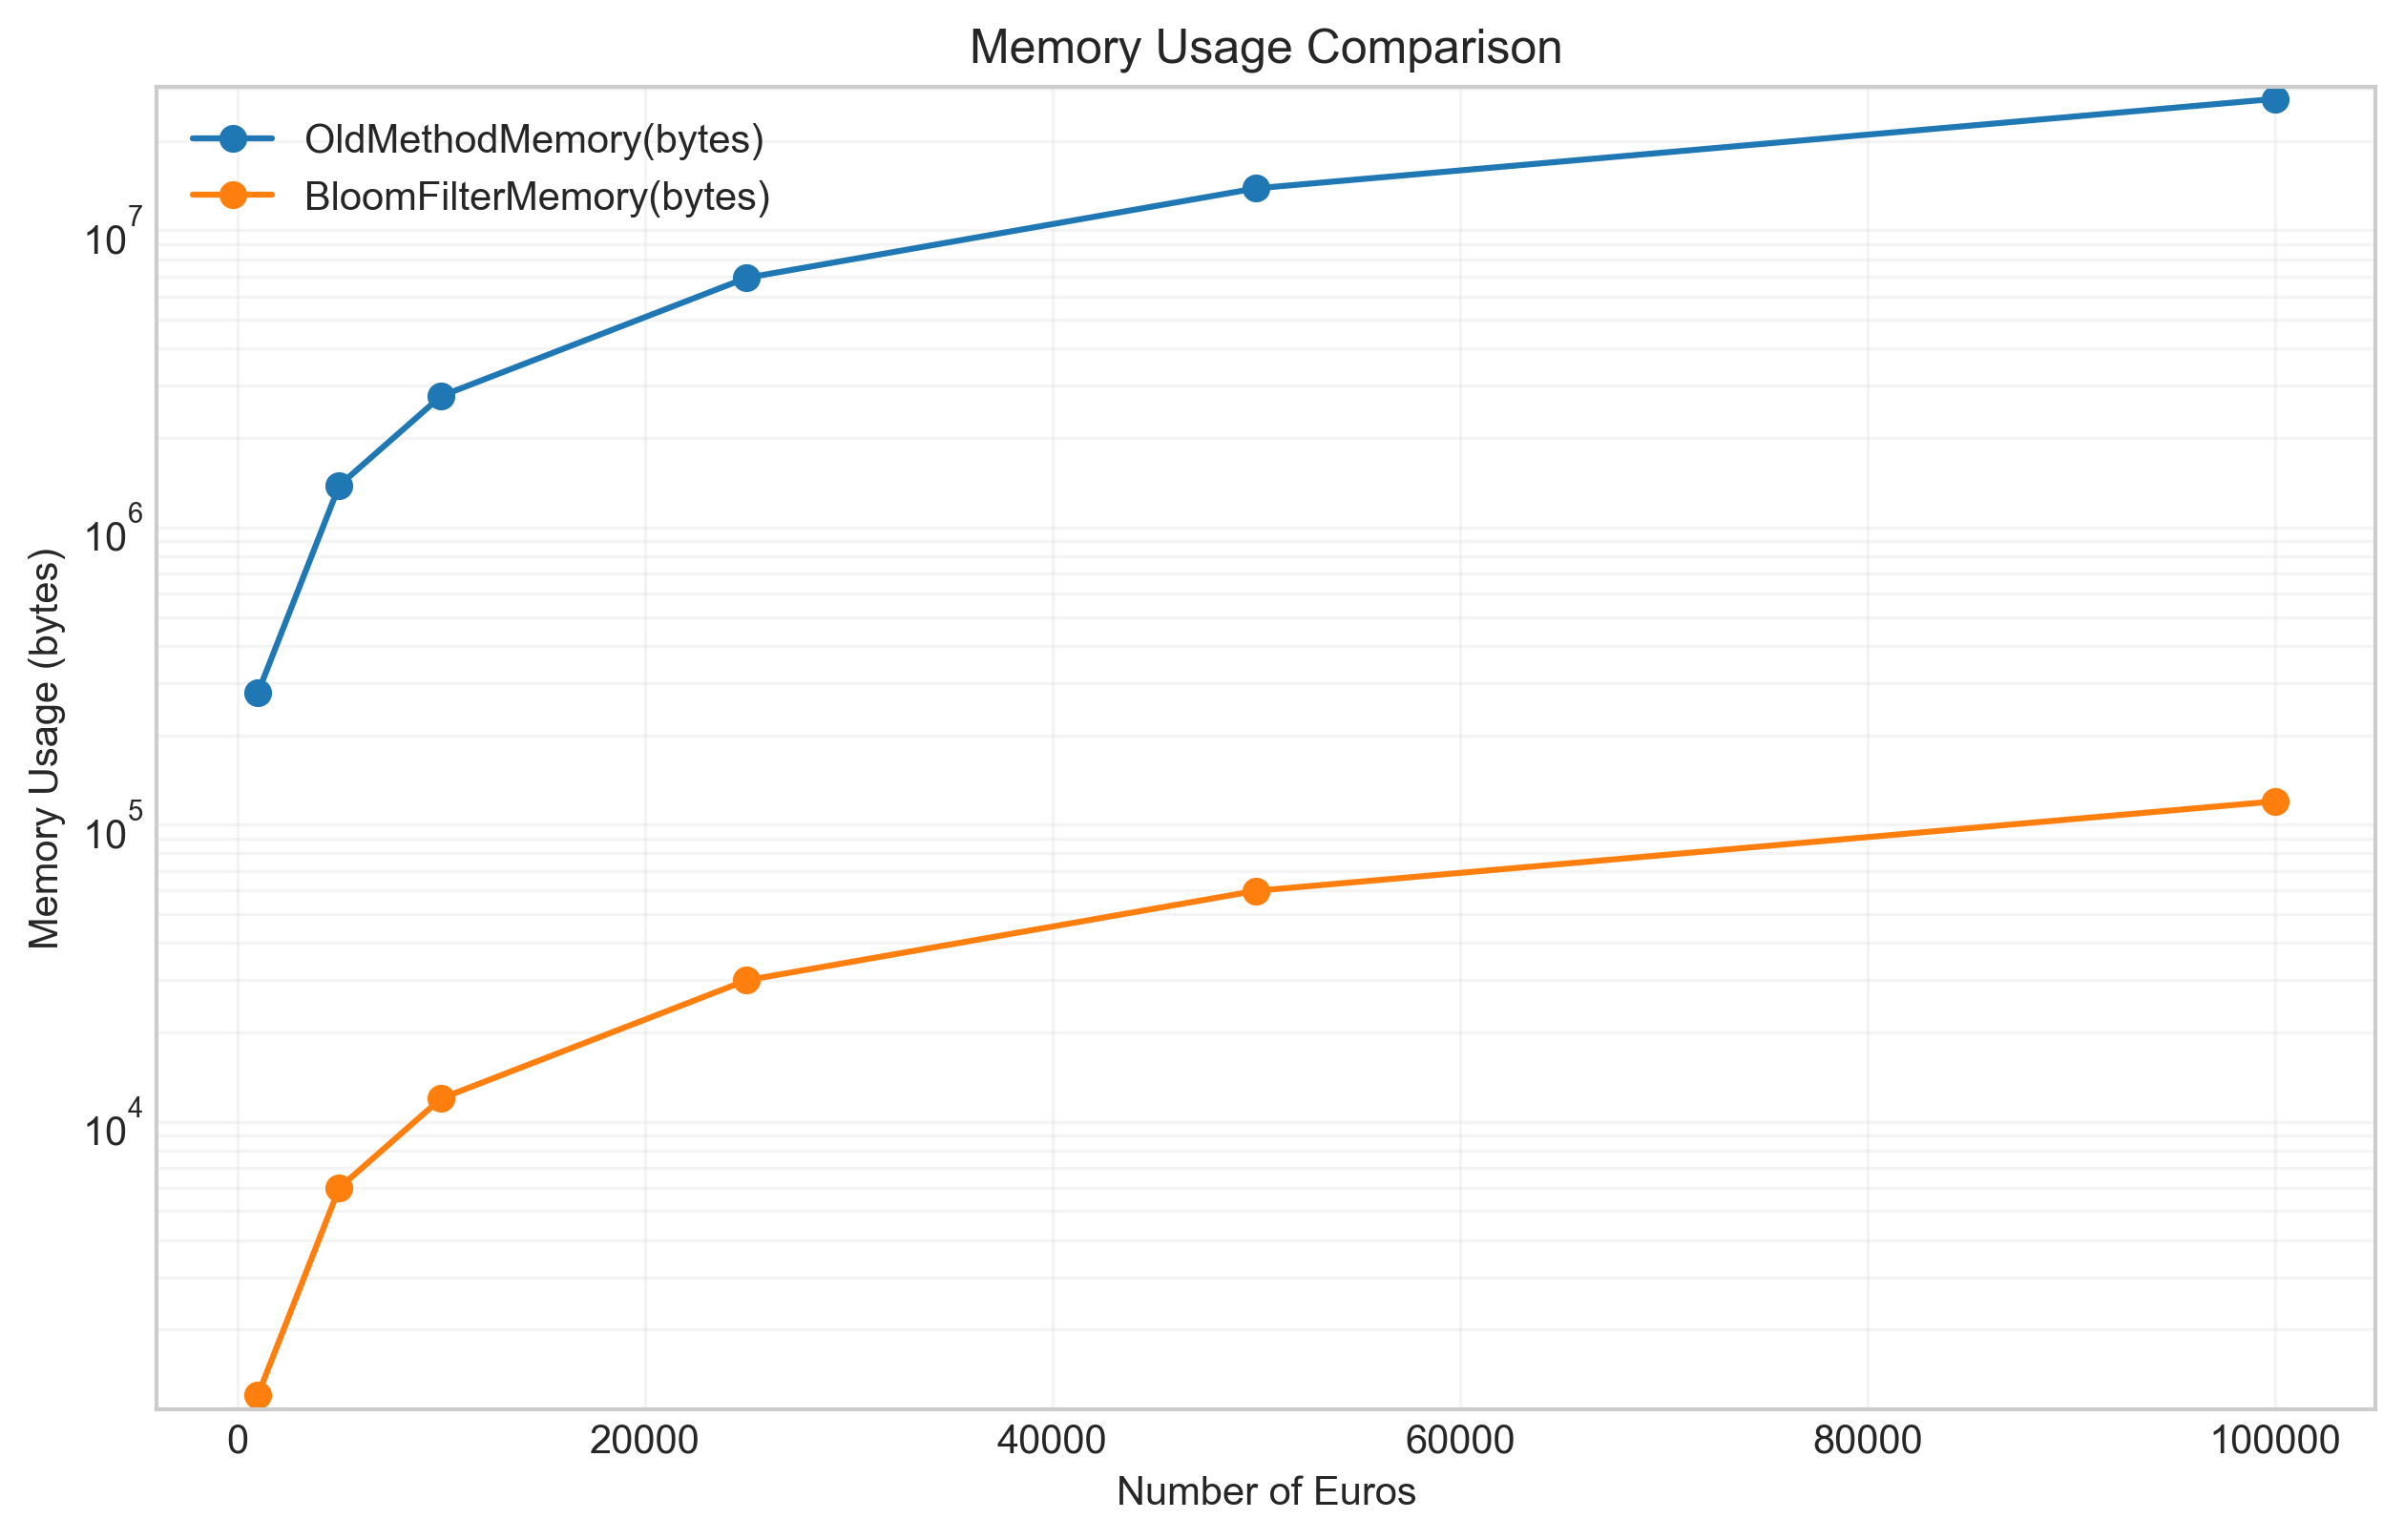 Memory Usage Comparison
OldMethodMemory(bytes)
BloomFilterMemory(bytes)
Memory Usage (bytes)
10^7
10^6
10^5
10^4
0 20000 40000 60000 80000 100000
Number of Euros